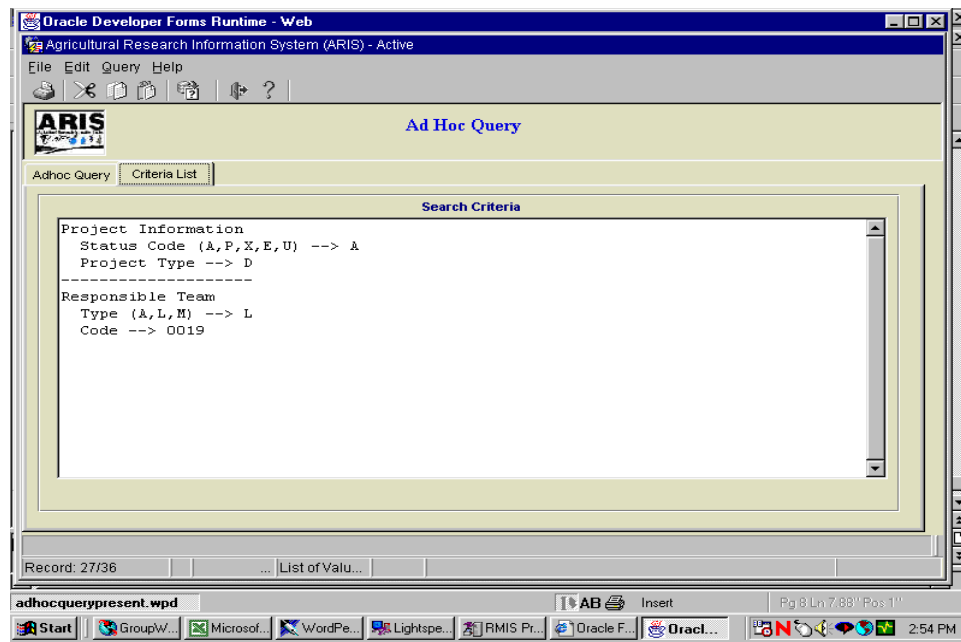 Oracle Developer Forms Runtime - Web
Agricultural Research Information System (ARIS) - Active
File Edit Query Help
ARIS
Ad Hoc Query
Adhoc Query Criteria List
Search Criteria
Project Information
Status Code (A,P,X,E,U) --> A
Project Type --> D
---------------------
Responsible Team
Type (A,L,M) --> L
Code --> 0019
Record: 27/36 ... List of Valu...
adhocquerypresent.wpd AB Insert Pg 8 Ln 7.88" Pos 1"
Start GroupW... Microsof... WordPe... Lightspe... RMIS Pr... Oracle F... Oracl... 2:54 PM